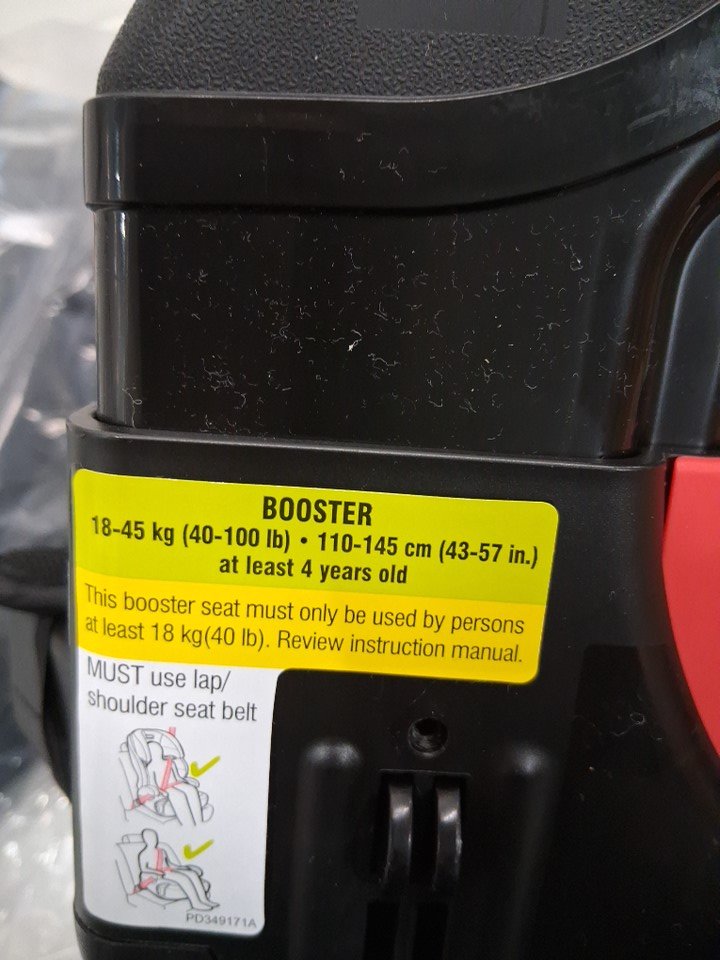 BOOSTER
18-45 kg (40-100 lb) • 110-145 cm (43-57 in.)
at least 4 years old
This booster seat must only be used by persons
at least 18 kg(40 lb). Review instruction manual.
MUST use lap/
shoulder seat belt
PD349171A